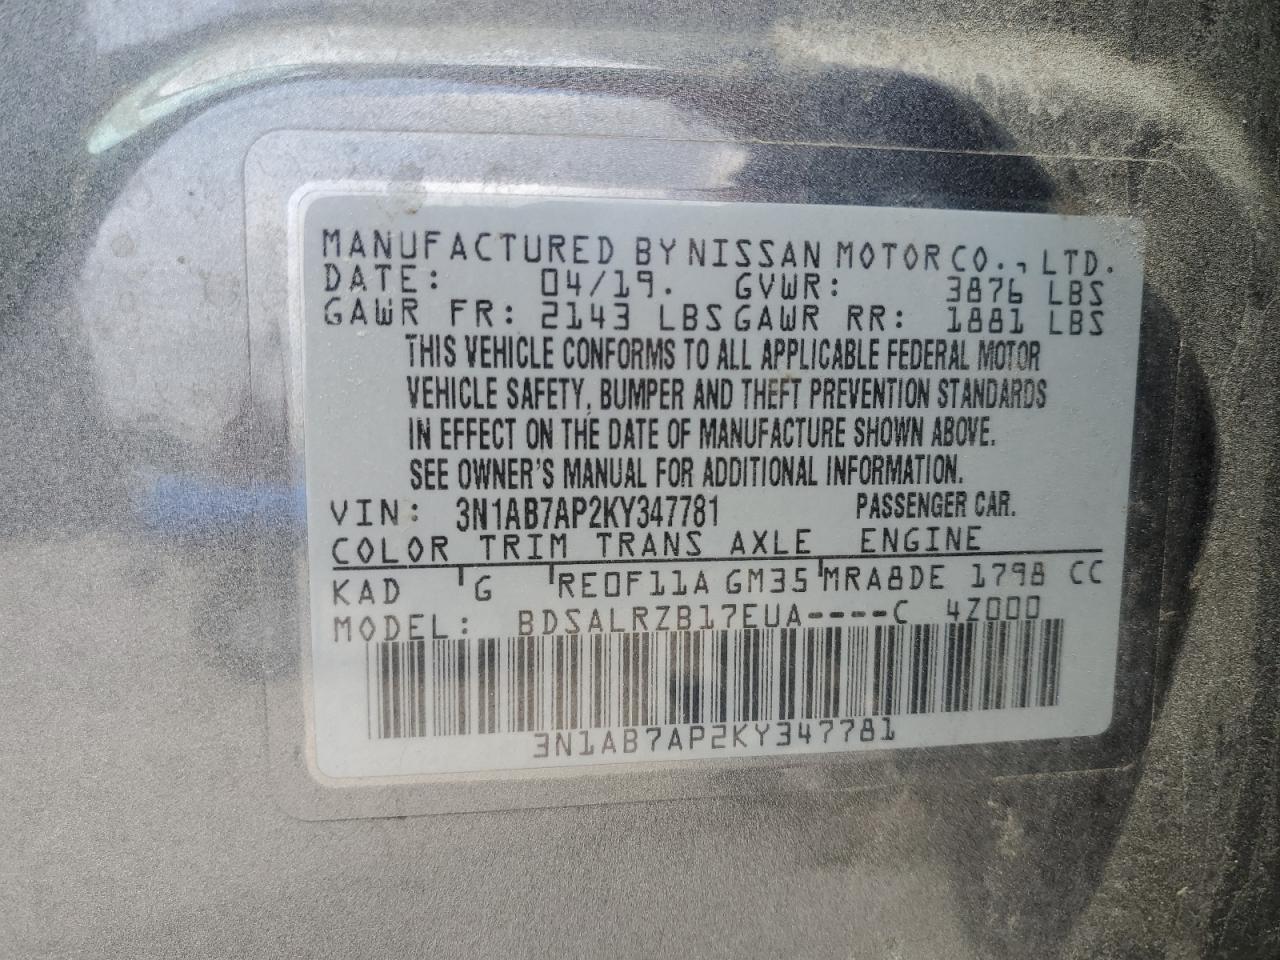 MANUFACTURED BY NISSAN MOTOR CO., LTD.
DATE: 04/19. GVWR: 3876 LBS
GAWR FR: 2143 LBS GAWR RR: 1881 LBS
THIS VEHICLE CONFORMS TO ALL APPLICABLE FEDERAL MOTOR
VEHICLE SAFETY, BUMPER AND THEFT PREVENTION STANDARDS
IN EFFECT ON THE DATE OF MANUFACTURE SHOWN ABOVE.
SEE OWNER'S MANUAL FOR ADDITIONAL INFORMATION.
VIN: 3N1AB7AP2KY347781 PASSENGER CAR.
COLOR TRIM TRANS AXLE ENGINE
KAD G RE0F11A GM35 MRA8DE 1798 CC
MODEL: BDSALRZB17EUA----C 4Z000
3N1AB7AP2KY347781